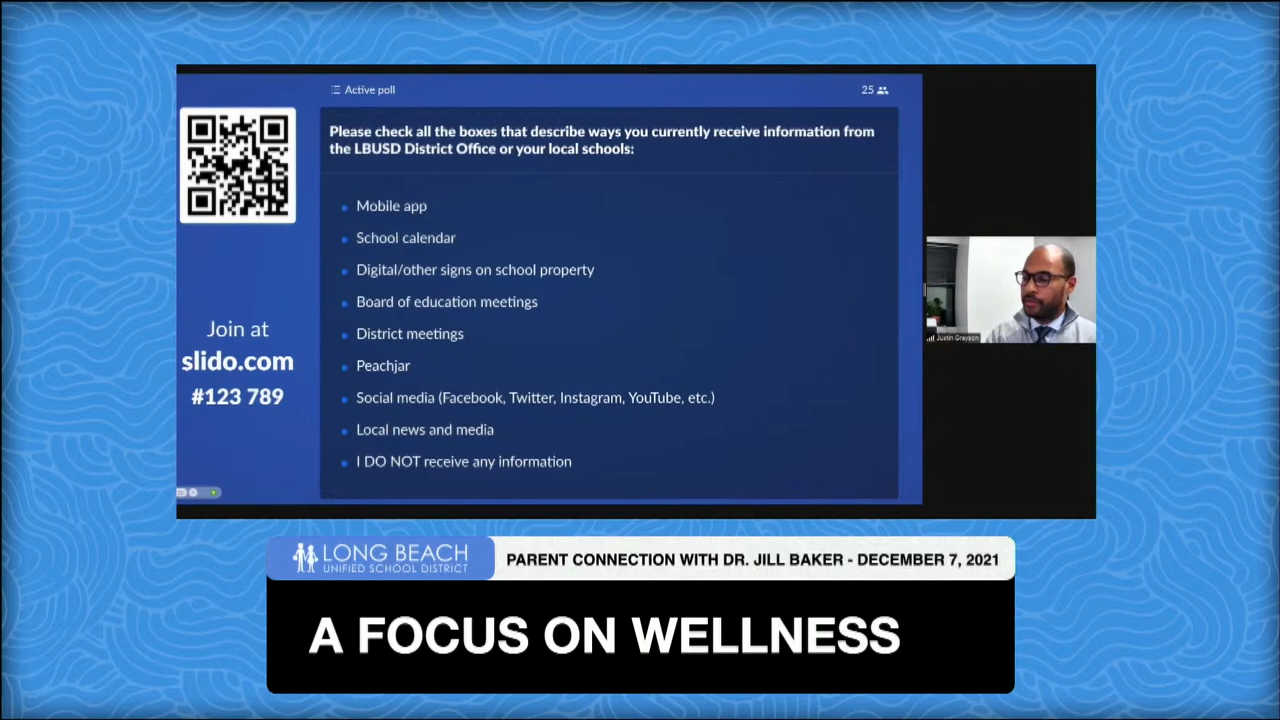 Active poll
25
Please check all the boxes that describe ways you currently receive information from
the LBUSD District Office or your local schools:
Mobile app
School calendar
Digital/other signs on school property
Board of education meetings
District meetings
Peachjar
Social media (Facebook, Twitter, Instagram, YouTube, etc.)
Local news and media
I DO NOT receive any information
Join at
slido.com
#123 789
Justin Grayson
LONG BEACH
UNIFIED SCHOOL DISTRICT
PARENT CONNECTION WITH DR. JILL BAKER - DECEMBER 7, 2021
A FOCUS ON WELLNESS